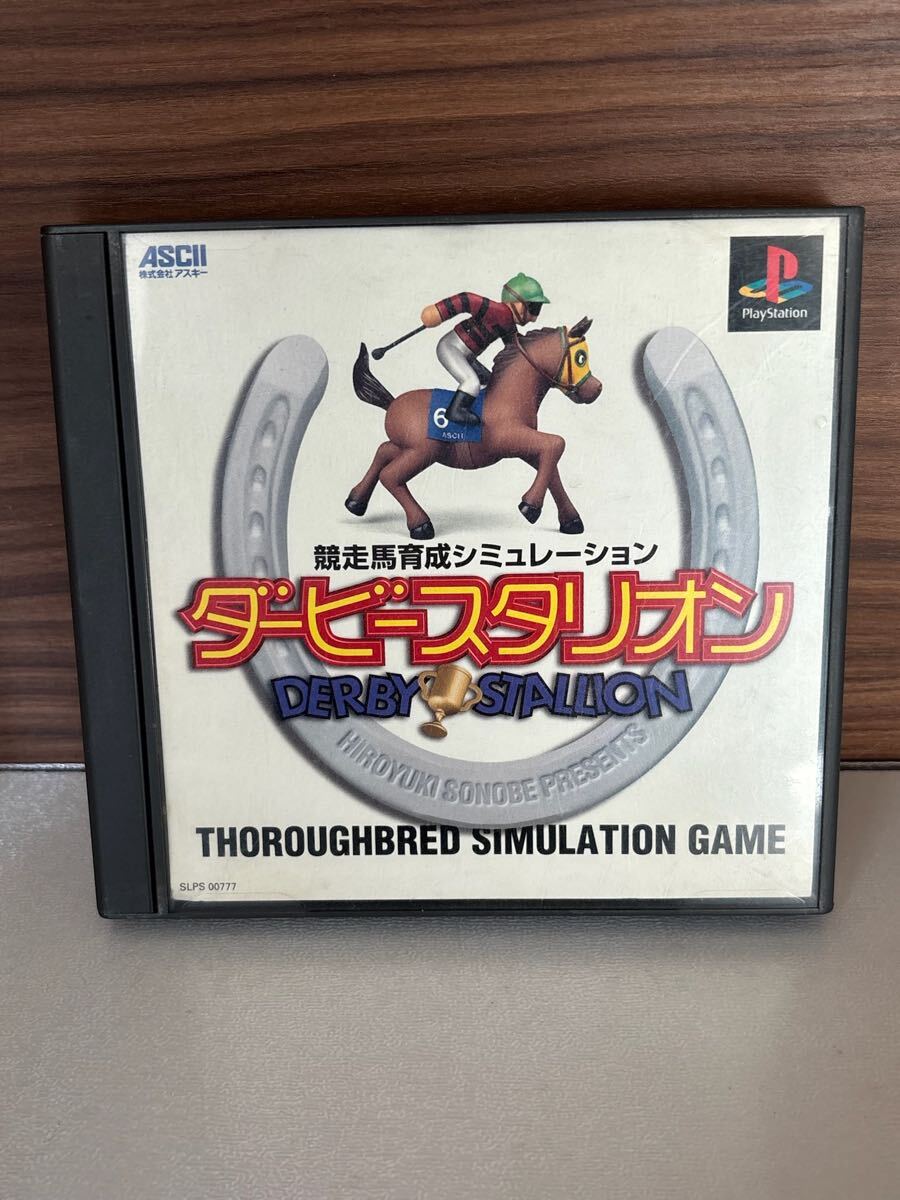 ASCII
株式会社アスキー
PlayStation
6
ASCII
競走馬育成シミュレーション
ダービースタリオン
DERBY STALLION
HIROYUKI SONOBE PRESENTS
THOROUGHBRED SIMULATION GAME
SLPS 00777